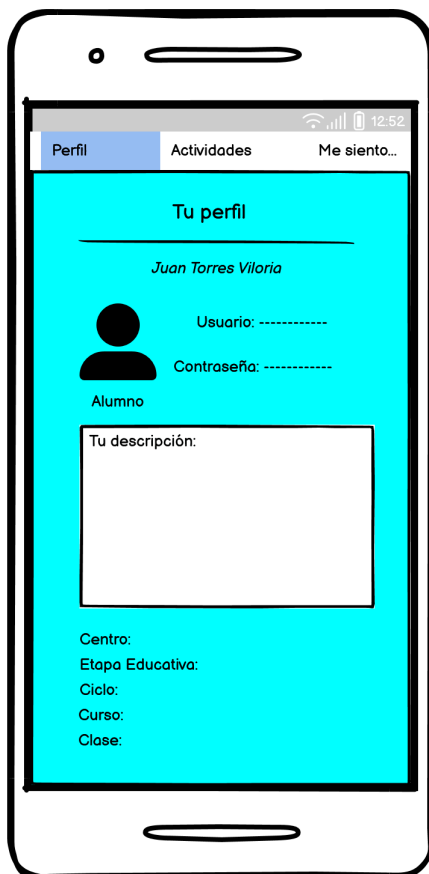 12:52
Perfil Actividades Me siento...
Tu perfil
Juan Torres Viloria
Usuario: ------------
Contraseña: ------------
Alumno
Tu descripción:
Centro:
Etapa Educativa:
Ciclo:
Curso:
Clase: